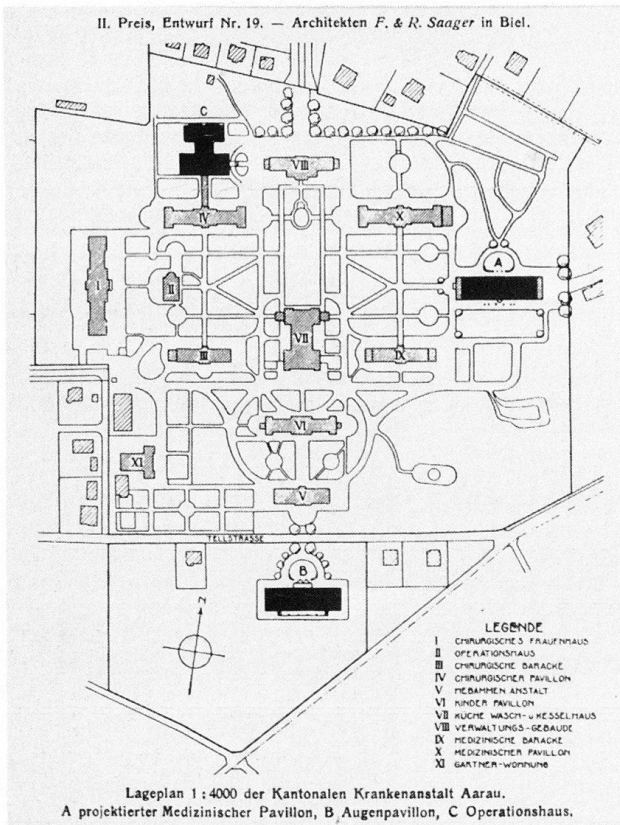 II. Preis, Entwurf Nr. 19. — Architekten F. & R. Saager in Biel.
C
VIII
IV
X
A
I
II
VII
III
IX
VI
XI
V
TELLSTRASSE
B
N
LEGENDE
I CHIRURGISCHES FRAUENHAUS
II OPERATIONSHAUS
III CHIRURGISCHE BARACKE
IV CHIRURGISCHER PAVILLON
V HEBAMMEN ANSTALT
VI KINDER PAVILLON
VII KÜCHE WASCH- U KESSELHAUS
VIII VERWALTUNGS-GEBÄUDE
IX MEDIZINISCHE BARACKE
X MEDIZINISCHER PAVILLON
XI GÄRTNER-WOHNUNG
Lageplan 1 : 4000 der Kantonalen Krankenanstalt Aarau.
A projektierter Medizinischer Pavillon, B Augenpavillon, C Operationshaus.